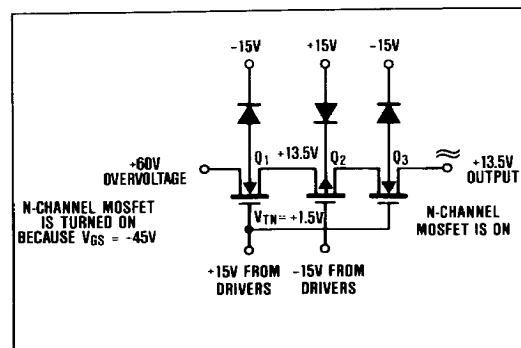 -15V
+15V
-15V
+60V
OVERVOLTAGE
Q1
+13.5V
Q2
Q3
+13.5V
OUTPUT
N-CHANNEL MOSFET
IS TURNED ON
BECAUSE VGS = -45V
VTN = +1.5V
N-CHANNEL
MOSFET IS ON
+15V FROM
DRIVERS
-15V FROM
DRIVERS